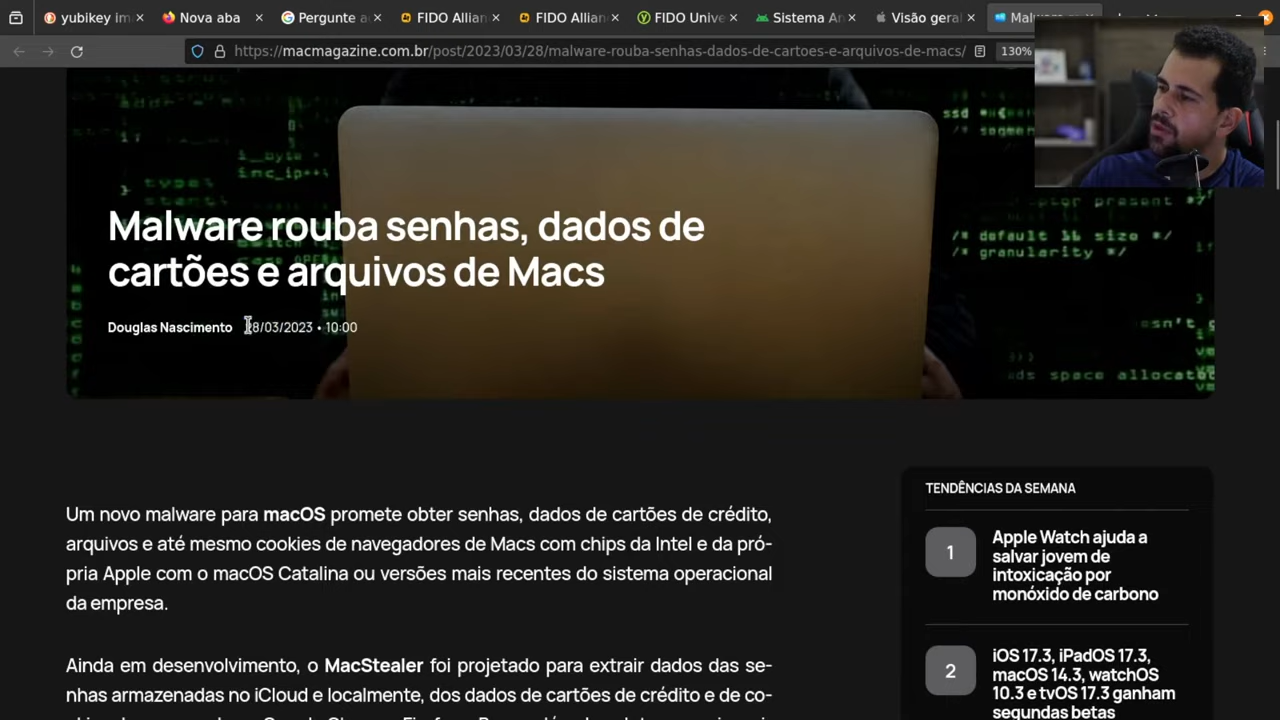 yubikey im
Nova aba
Pergunte a
FIDO Allian
FIDO Allian
FIDO Unive
Sistema An
Visão geral
https://macmagazine.com.br/post/2023/03/28/malware-rouba-senhas-dados-de-cartoes-e-arquivos-de-macs/
130%
Malware rouba senhas, dados de
cartões e arquivos de Macs
Douglas Nascimento 28/03/2023 • 10:00
/* default && size */
/* granularity */
Um novo malware para macOS promete obter senhas, dados de cartões de crédito,
arquivos e até mesmo cookies de navegadores de Macs com chips da Intel e da pró-
pria Apple com o macOS Catalina ou versões mais recentes do sistema operacional
da empresa.
Ainda em desenvolvimento, o MacStealer foi projetado para extrair dados das se-
nhas armazenadas no iCloud e localmente, dos dados de cartões de crédito e de co-
TENDÊNCIAS DA SEMANA
1
Apple Watch ajuda a
salvar jovem de
intoxicação por
monóxido de carbono
2
iOS 17.3, iPadOS 17.3,
macOS 14.3, watchOS
10.3 e tvOS 17.3 ganham
segundas betas